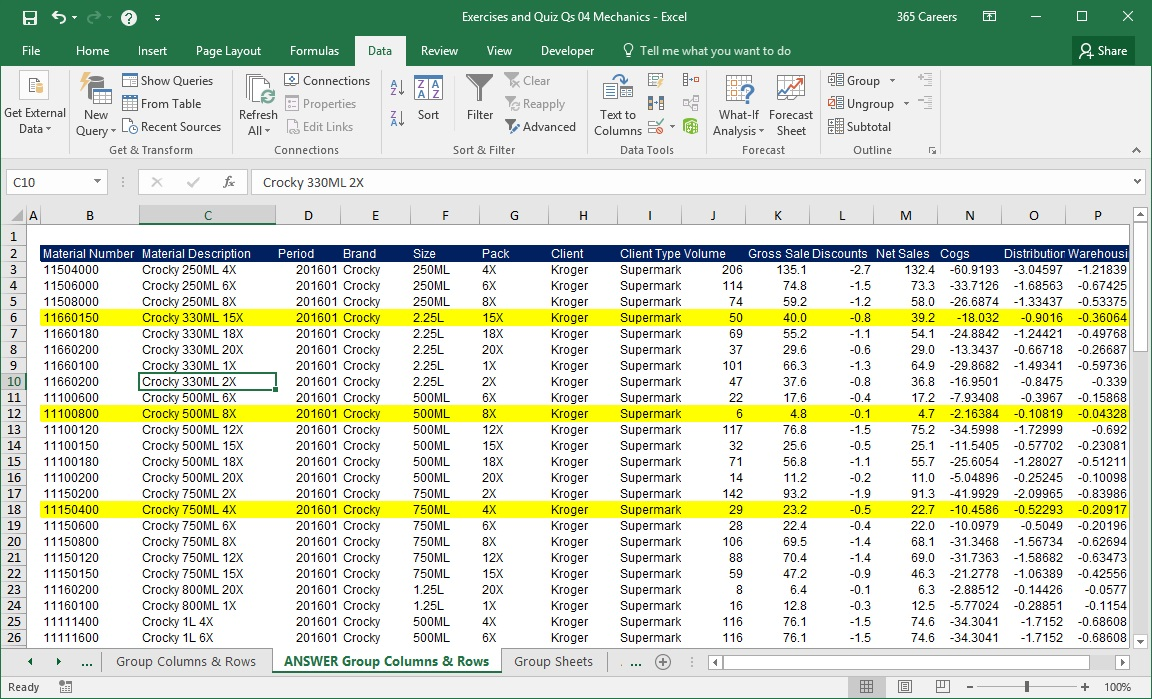 Exercises and Quiz Qs 04 Mechanics - Excel
365 Careers
File Home Insert Page Layout Formulas Data Review View Developer Tell me what you want to do Share
Get External Data
New Query
Show Queries
From Table
Recent Sources
Get & Transform
Refresh All
Connections
Properties
Edit Links
Connections
Sort
Filter
Clear
Reapply
Advanced
Sort & Filter
Text to Columns
Data Tools
What-If Analysis
Forecast Sheet
Forecast
Group
Ungroup
Subtotal
Outline
C10 fx Crocky 330ML 2X
A B C D E F G H I J K L M N O P
1
2 Material Number Material Description Period Brand Size Pack Client Client Type Volume Gross Sale Discounts Net Sales Cogs Distribution Warehousi
3 11504000 Crocky 250ML 4X 201601 Crocky 250ML 4X Kroger Supermark 206 135.1 -2.7 132.4 -60.9193 -3.04597 -1.21839
4 11506000 Crocky 250ML 6X 201601 Crocky 250ML 6X Kroger Supermark 114 74.8 -1.5 73.3 -33.7126 -1.68563 -0.67425
5 11508000 Crocky 250ML 8X 201601 Crocky 250ML 8X Kroger Supermark 74 59.2 -1.2 58.0 -26.6874 -1.33437 -0.53375
6 11660150 Crocky 330ML 15X 201601 Crocky 2.25L 15X Kroger Supermark 50 40.0 -0.8 39.2 -18.032 -0.9016 -0.36064
7 11660180 Crocky 330ML 18X 201601 Crocky 2.25L 18X Kroger Supermark 69 55.2 -1.1 54.1 -24.8842 -1.24421 -0.49768
8 11660200 Crocky 330ML 20X 201601 Crocky 2.25L 20X Kroger Supermark 37 29.6 -0.6 29.0 -13.3437 -0.66718 -0.26687
9 11660100 Crocky 330ML 1X 201601 Crocky 2.25L 1X Kroger Supermark 101 66.3 -1.3 64.9 -29.8682 -1.49341 -0.59736
10 11660200 Crocky 330ML 2X 201601 Crocky 2.25L 2X Kroger Supermark 47 37.6 -0.8 36.8 -16.9501 -0.8475 -0.339
11 11100600 Crocky 500ML 6X 201601 Crocky 500ML 6X Kroger Supermark 22 17.6 -0.4 17.2 -7.93408 -0.3967 -0.15868
12 11100800 Crocky 500ML 8X 201601 Crocky 500ML 8X Kroger Supermark 6 4.8 -0.1 4.7 -2.16384 -0.10819 -0.04328
13 11100120 Crocky 500ML 12X 201601 Crocky 500ML 12X Kroger Supermark 117 76.8 -1.5 75.2 -34.5998 -1.72999 -0.692
14 11100150 Crocky 500ML 15X 201601 Crocky 500ML 15X Kroger Supermark 32 25.6 -0.5 25.1 -11.5405 -0.57702 -0.23081
15 11100180 Crocky 500ML 18X 201601 Crocky 500ML 18X Kroger Supermark 71 56.8 -1.1 55.7 -25.6054 -1.28027 -0.51211
16 11100200 Crocky 500ML 20X 201601 Crocky 500ML 20X Kroger Supermark 14 11.2 -0.2 11.0 -5.04896 -0.25245 -0.10098
17 11150200 Crocky 750ML 2X 201601 Crocky 750ML 2X Kroger Supermark 142 93.2 -1.9 91.3 -41.9929 -2.09965 -0.83986
18 11150400 Crocky 750ML 4X 201601 Crocky 750ML 4X Kroger Supermark 29 23.2 -0.5 22.7 -10.4586 -0.52293 -0.20917
19 11150600 Crocky 750ML 6X 201601 Crocky 750ML 6X Kroger Supermark 28 22.4 -0.4 22.0 -10.0979 -0.5049 -0.20196
20 11150800 Crocky 750ML 8X 201601 Crocky 750ML 8X Kroger Supermark 106 69.5 -1.4 68.1 -31.3468 -1.56734 -0.62694
21 11150120 Crocky 750ML 12X 201601 Crocky 750ML 12X Kroger Supermark 88 70.4 -1.4 69.0 -31.7363 -1.58682 -0.63473
22 11150150 Crocky 750ML 15X 201601 Crocky 750ML 15X Kroger Supermark 59 47.2 -0.9 46.3 -21.2778 -1.06389 -0.42556
23 11160200 Crocky 800ML 20X 201601 Crocky 1.25L 20X Kroger Supermark 8 6.4 -0.1 6.3 -2.88512 -0.14426 -0.0577
24 11160100 Crocky 800ML 1X 201601 Crocky 1.25L 1X Kroger Supermark 16 12.8 -0.3 12.5 -5.77024 -0.28851 -0.1154
25 11111400 Crocky 1L 4X 201601 Crocky 500ML 4X Kroger Supermark 116 76.1 -1.5 74.6 -34.3041 -1.7152 -0.68608
26 11111600 Crocky 1L 6X 201601 Crocky 500ML 6X Kroger Supermark 116 76.1 -1.5 74.6 -34.3041 -1.7152 -0.68608
... Group Columns & Rows ANSWER Group Columns & Rows Group Sheets ...
Ready 100%